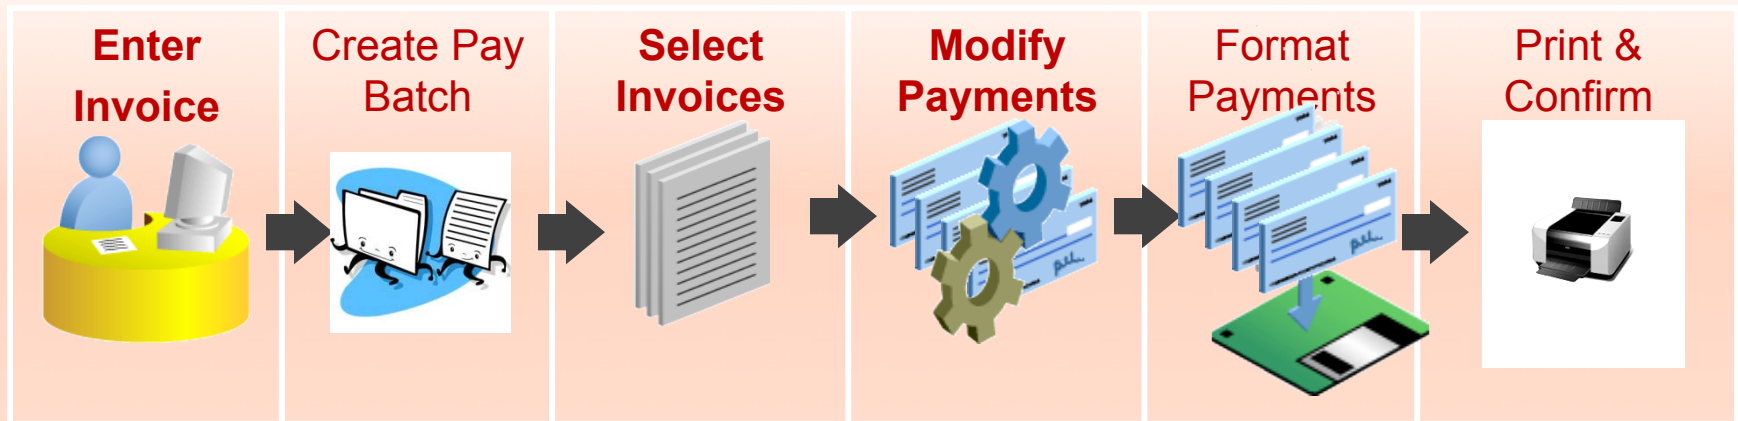 Enter
Invoice
Create Pay
Batch
Select
Invoices
Modify
Payments
Format
Payments
Print &
Confirm